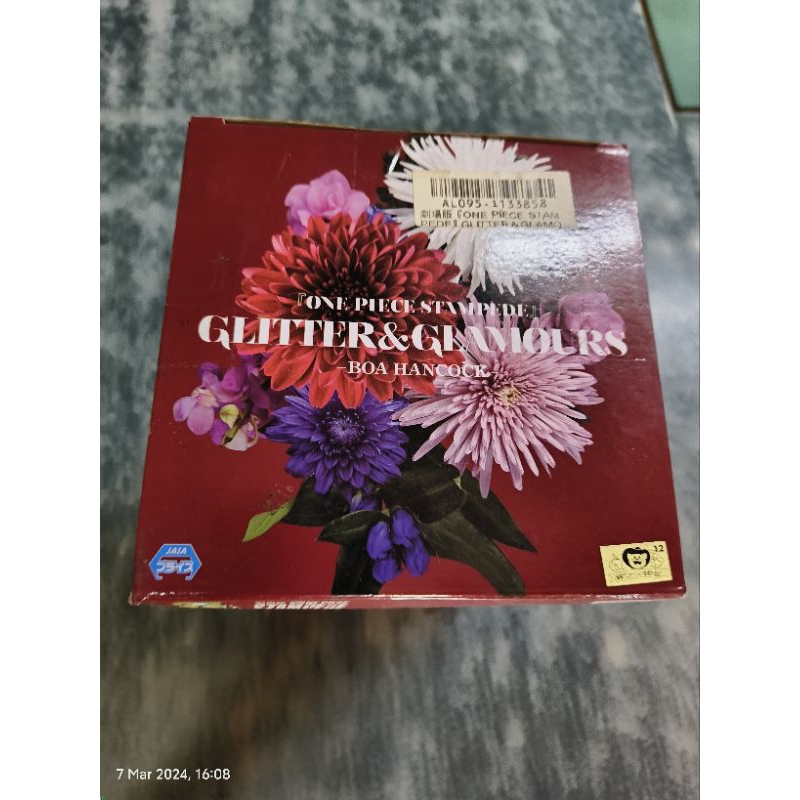 AL095-1133858
劇場版『ONE PIECE STAM
PEDE』GLITTER&GLAMO
『ONE PIECE STAMPEDE』
GLITTER&GLAMOURS
-BOA HANCOCK-
JAIA
プライズ
12
7 Mar 2024, 16:08